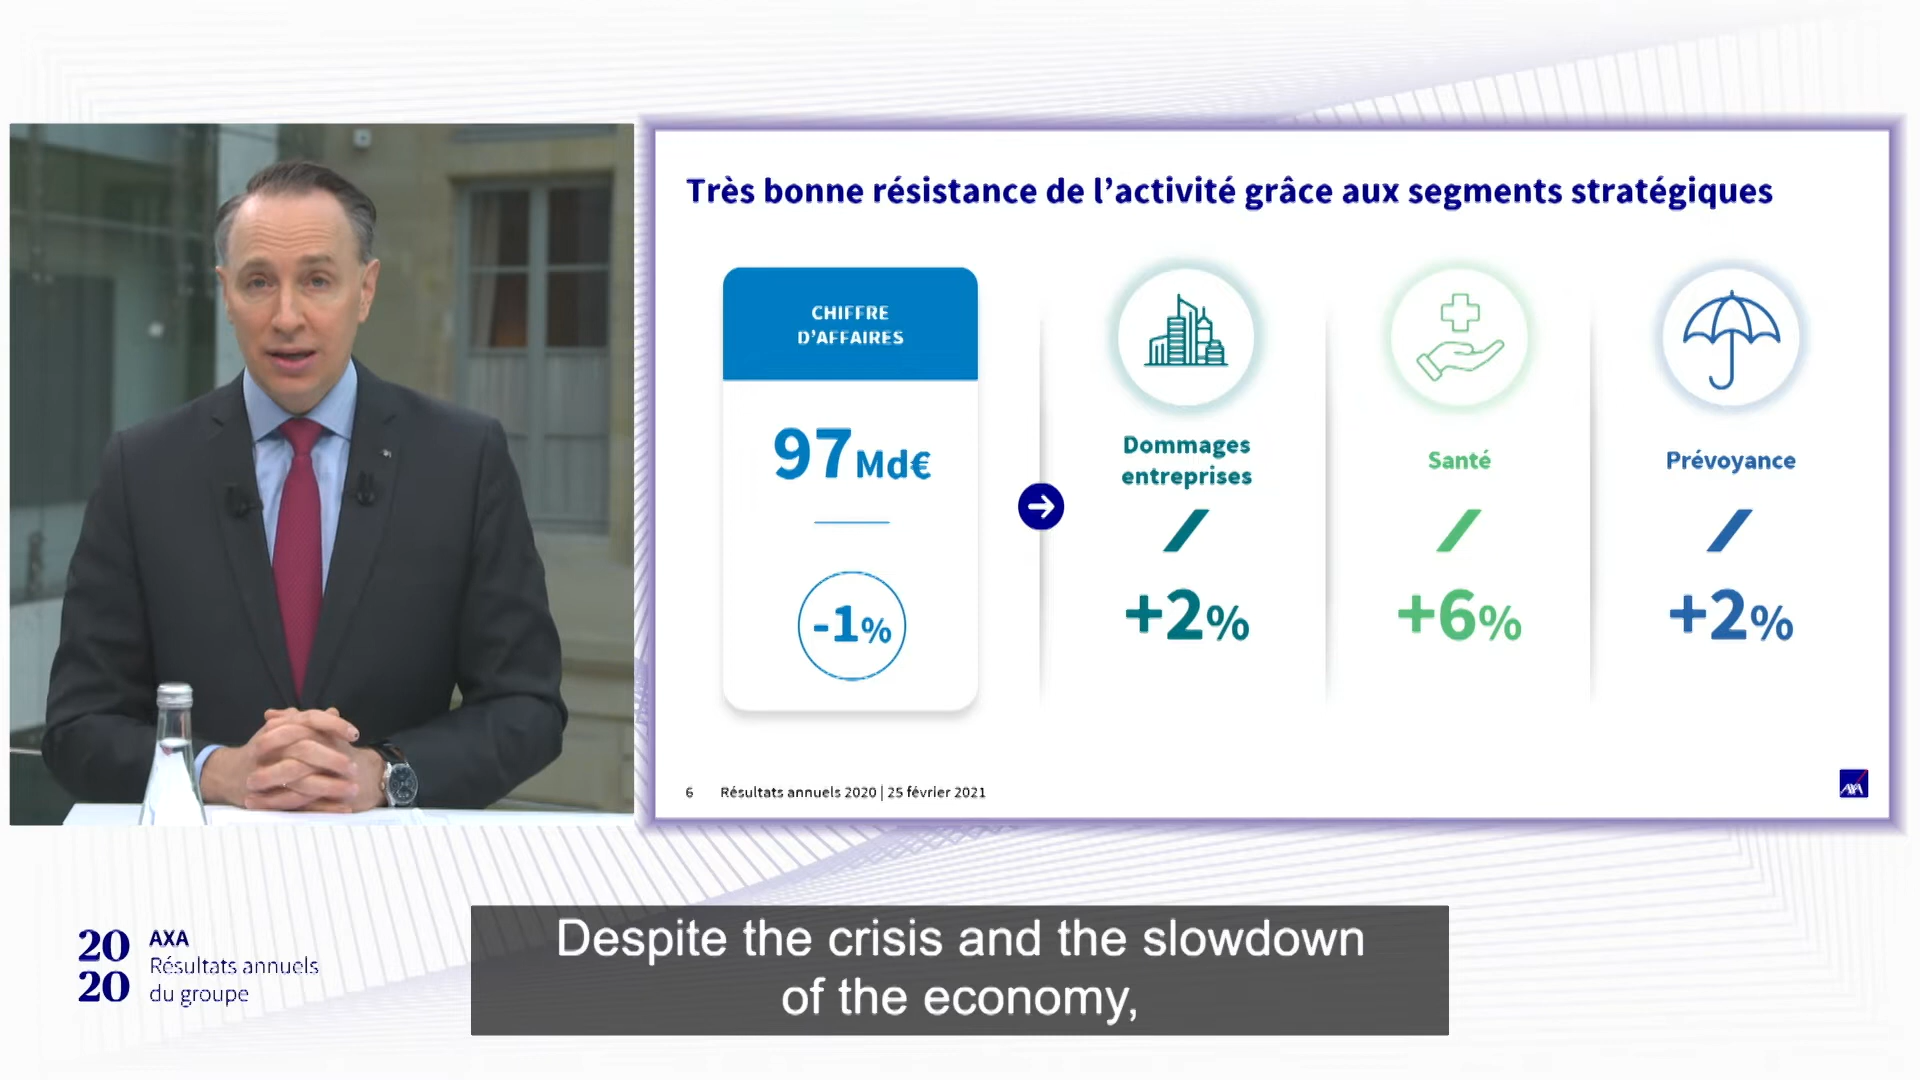 Très bonne résistance de l’activité grâce aux segments stratégiques
CHIFFRE
D’AFFAIRES
97 Md€
-1%
Dommages
entreprises
+2%
Santé
+6%
Prévoyance
+2%
6 Résultats annuels 2020 | 25 février 2021
AXA
20
20
AXA
Résultats annuels
du groupe
Despite the crisis and the slowdown
of the economy,